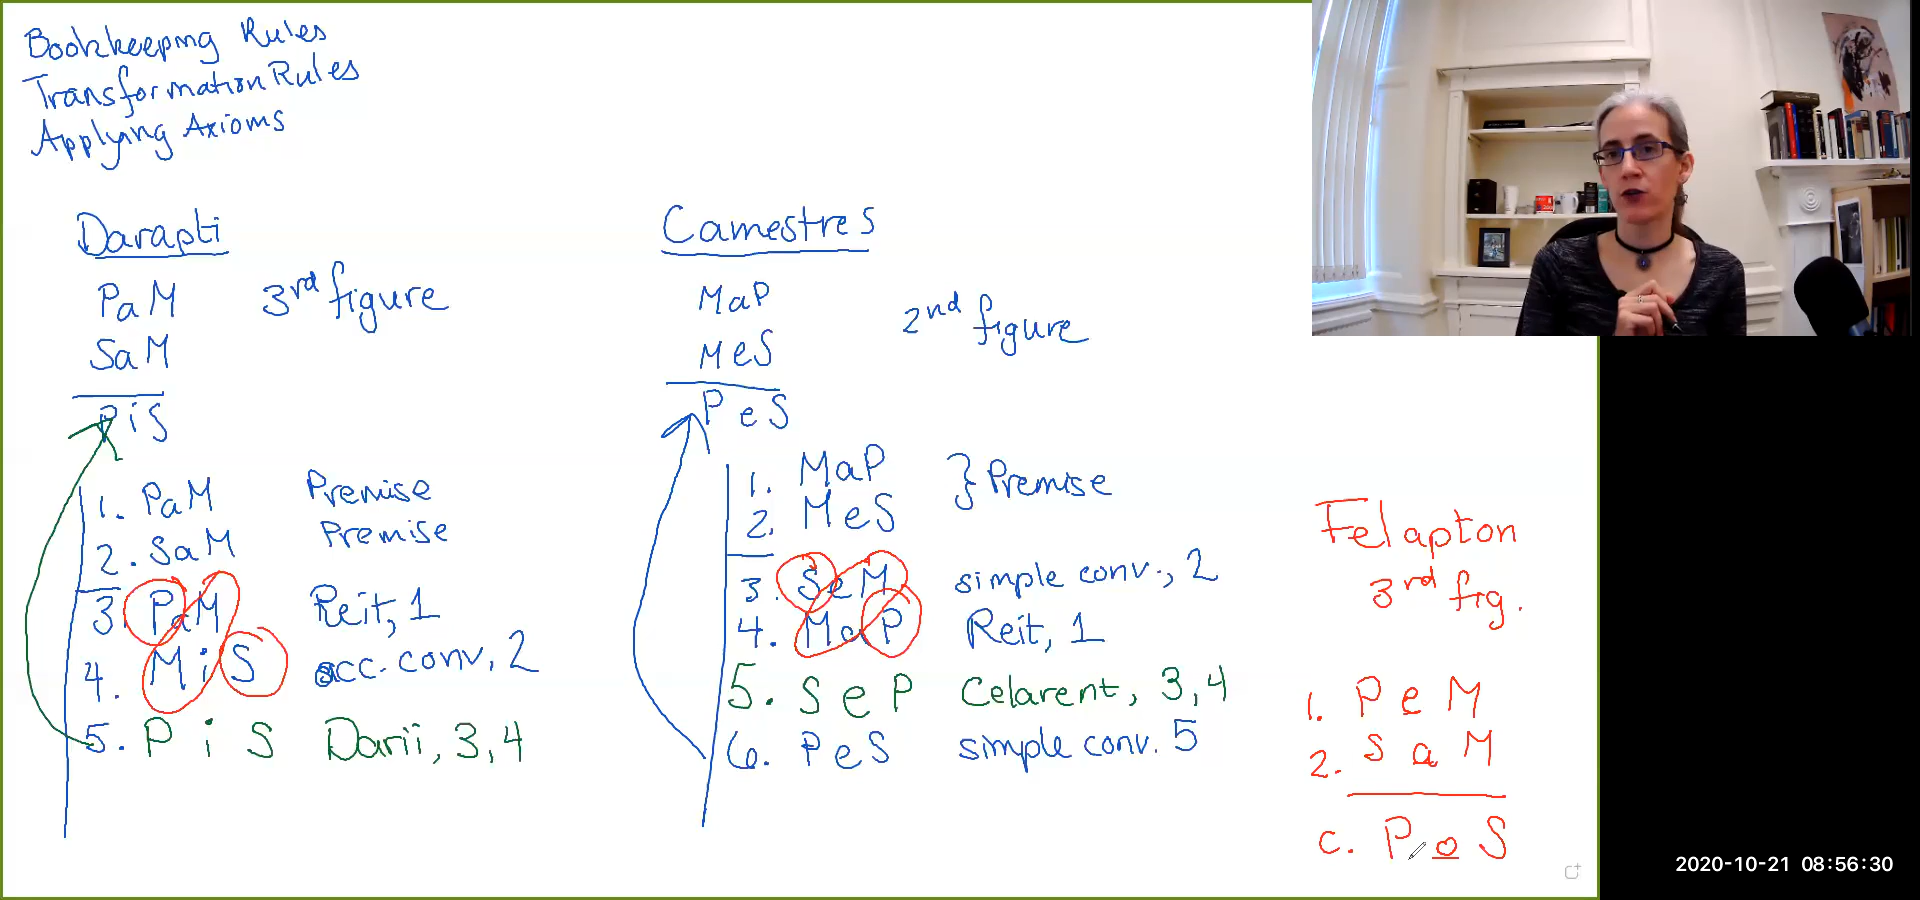 Bookkeeping Rules
Transformation Rules
Applying Axioms
Darapti
PaM
SaM
PiS
3rd figure
1. PaM Premise
2. SaM Premise
3. PaM Reit, 1
4. MiS acc. conv, 2
5. PiS Darii, 3,4
Camestres
MaP
MeS
PeS
2nd figure
1. MaP } Premise
2. MeS
3. SeM simple conv., 2
4. MaP Reit, 1
5. SeP Celarent, 3,4
6. PeS simple conv. 5
Felapton
3rd fig.
1. PeM
2. SaM
c. PoS
2020-10-21 08:56:30